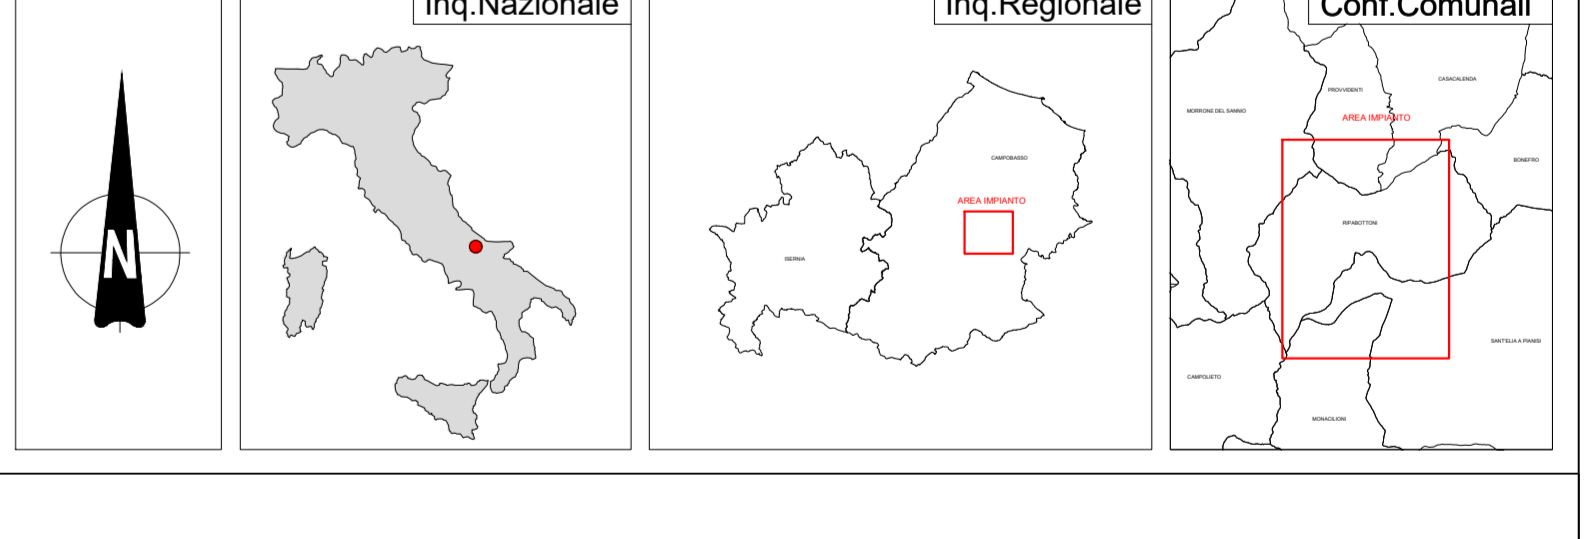 Inq.Nazionale
Inq.Regionale
Conf.Comunali
N
CAMPOBASSO
AREA IMPIANTO
ISERNIA
CASACALENDA
PROVVIDENTI
MORRONE DEL SANNIO
AREA IMPIANTO
BONEFRO
RIPABOTTONI
SANT'ELIA A PIANISI
CAMPOLIETO
MONACILIONI